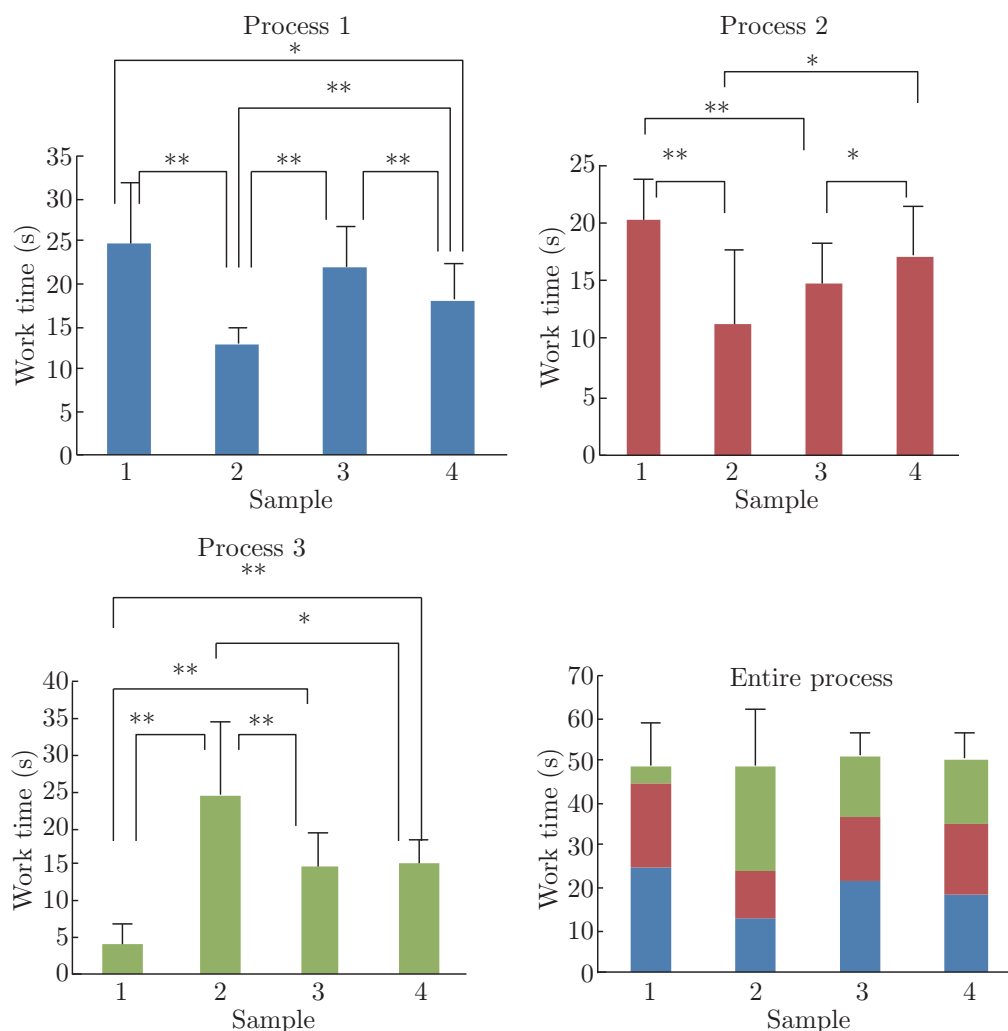 Process 1
*
**
** ** **
35
30
25
20
15
10
5
0
Work time (s)
1 2 3 4
Sample
Process 2
*
**
** *
25
20
15
10
5
0
Work time (s)
1 2 3 4
Sample
Process 3
**
*
**
** **
40
35
30
25
20
15
10
5
0
Work time (s)
1 2 3 4
Sample
Entire process
70
60
50
40
30
20
10
0
Work time (s)
1 2 3 4
Sample